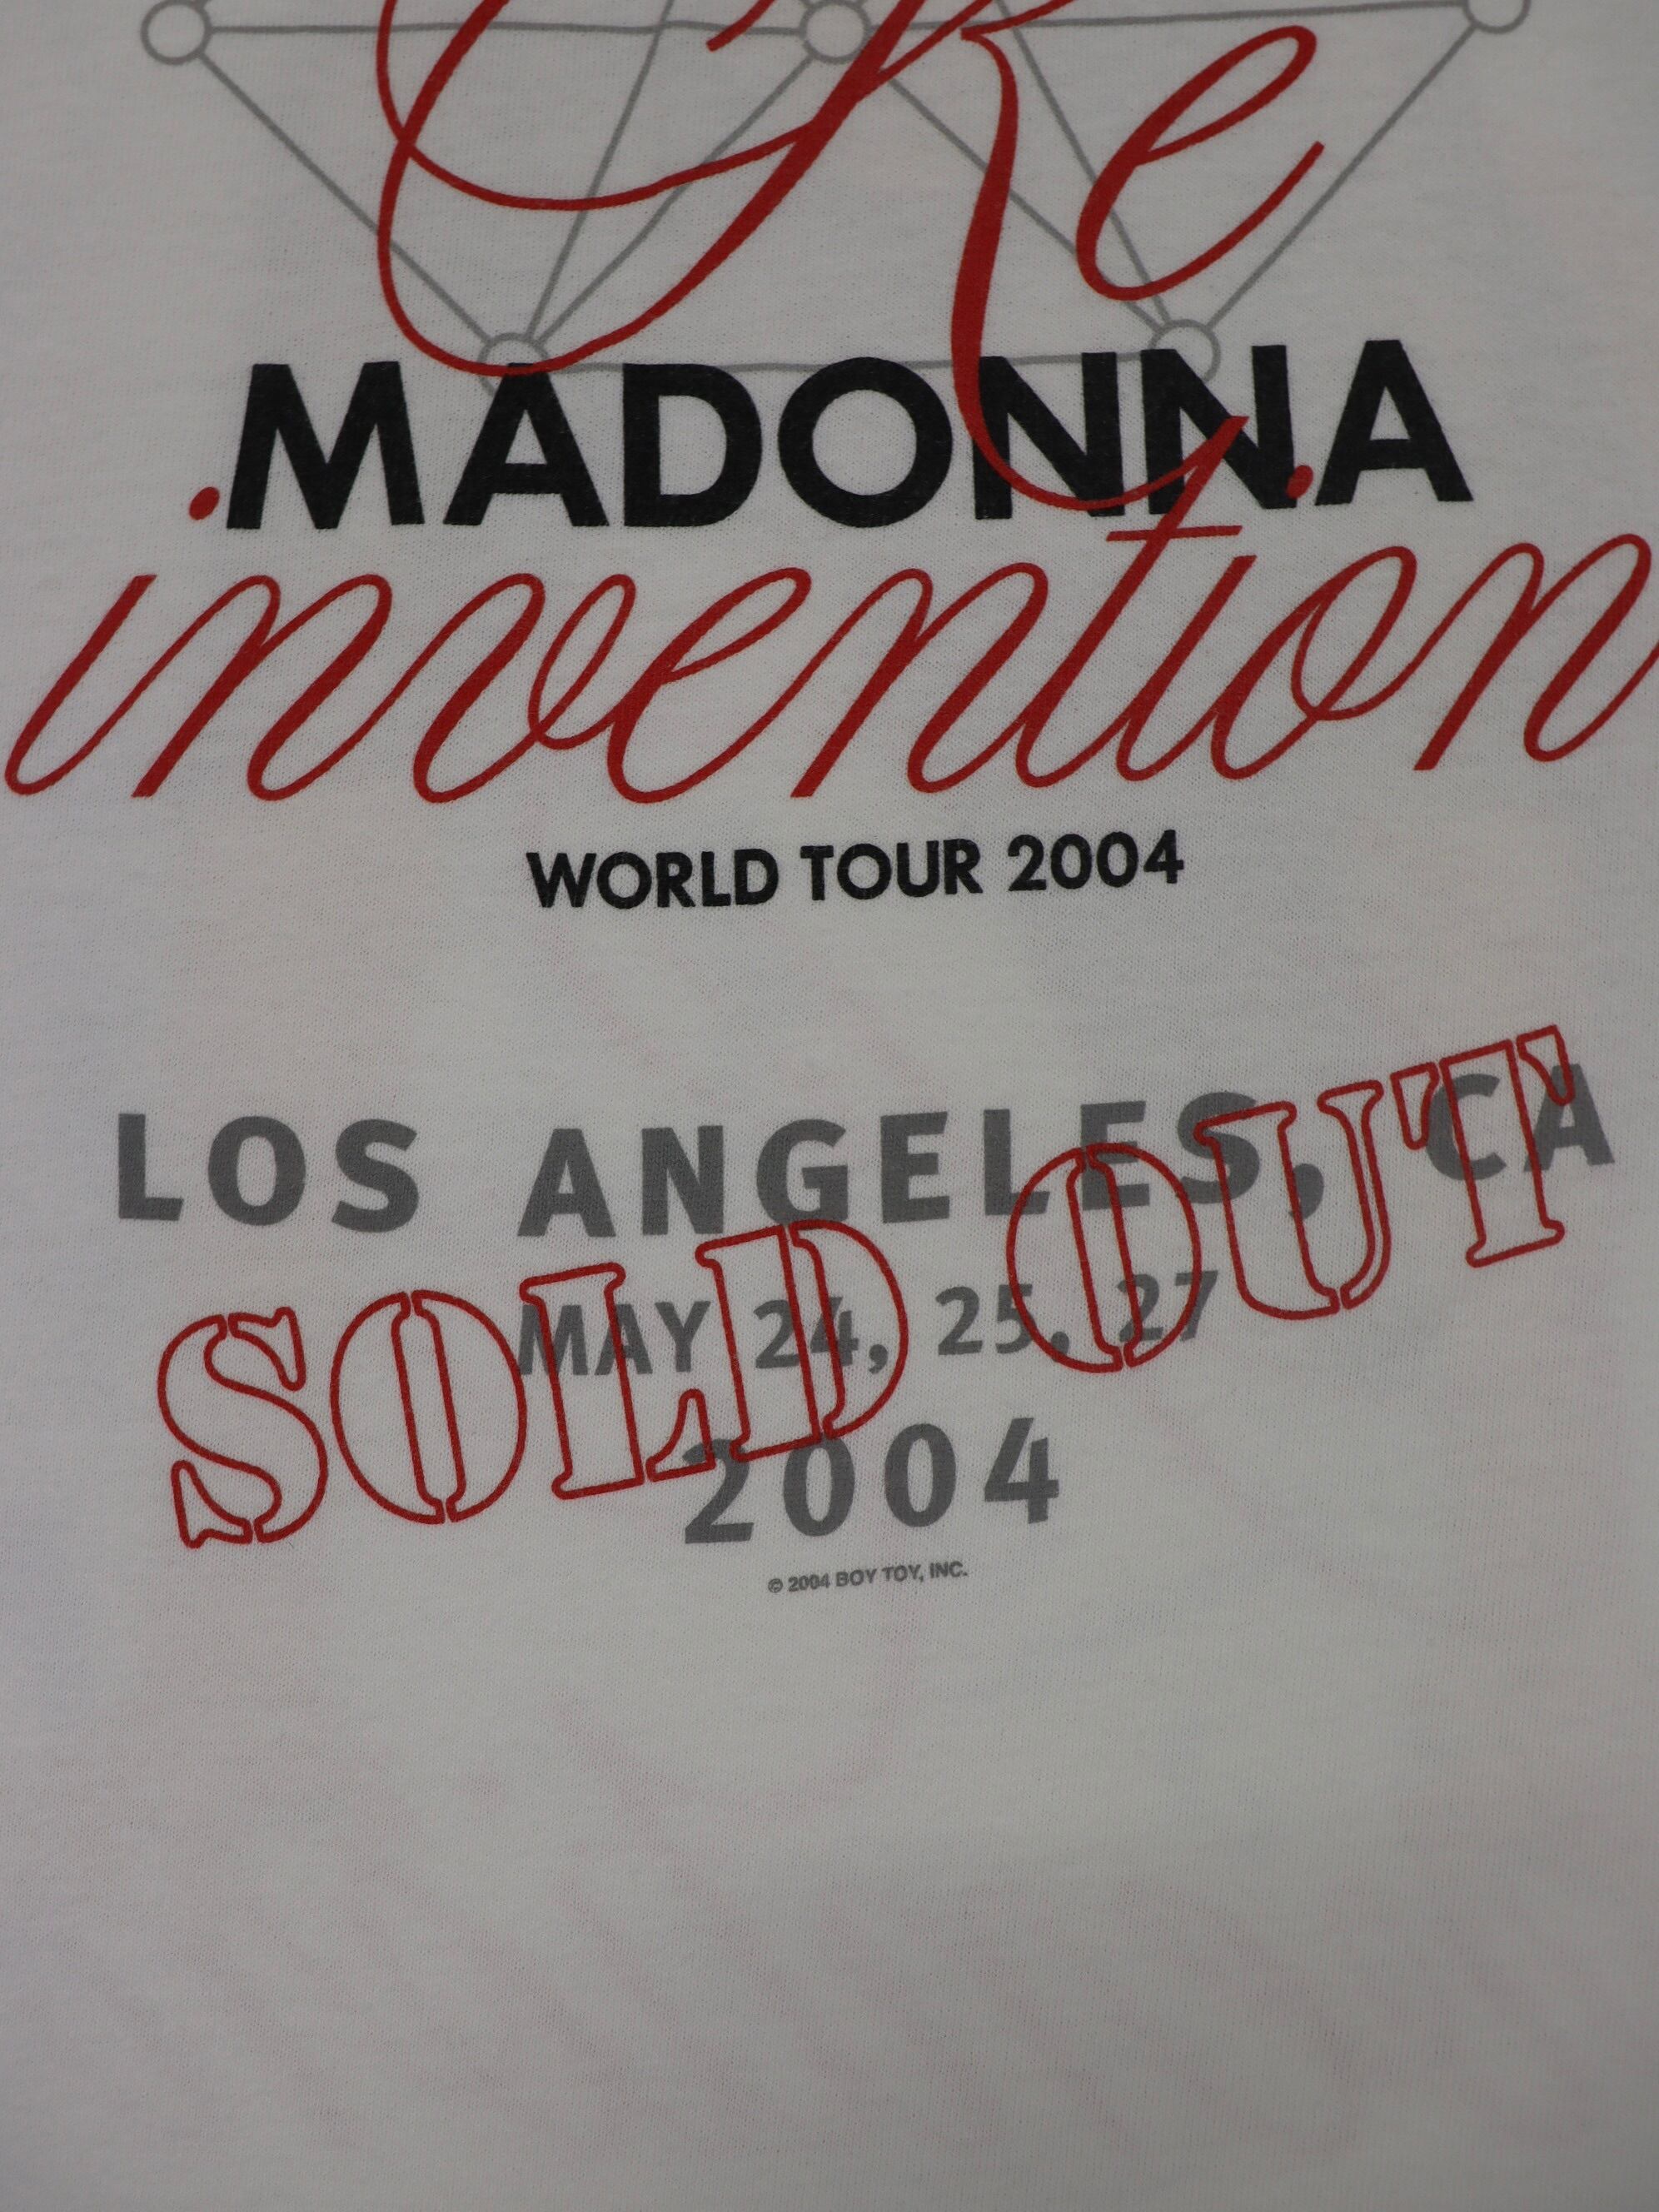 Re
MADONNA
invention
WORLD TOUR 2004
LOS ANGELES, CA
SOLD OUT
MAY 24, 25, 27
2004
© 2004 BOY TOY, INC.